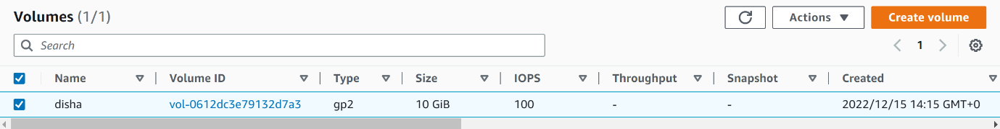 Volumes (1/1)
Actions
Create volume
Search
1
Name Volume ID Type Size IOPS Throughput Snapshot Created
disha vol-0612dc3e79132d7a3 gp2 10 GiB 100 - - 2022/12/15 14:15 GMT+0